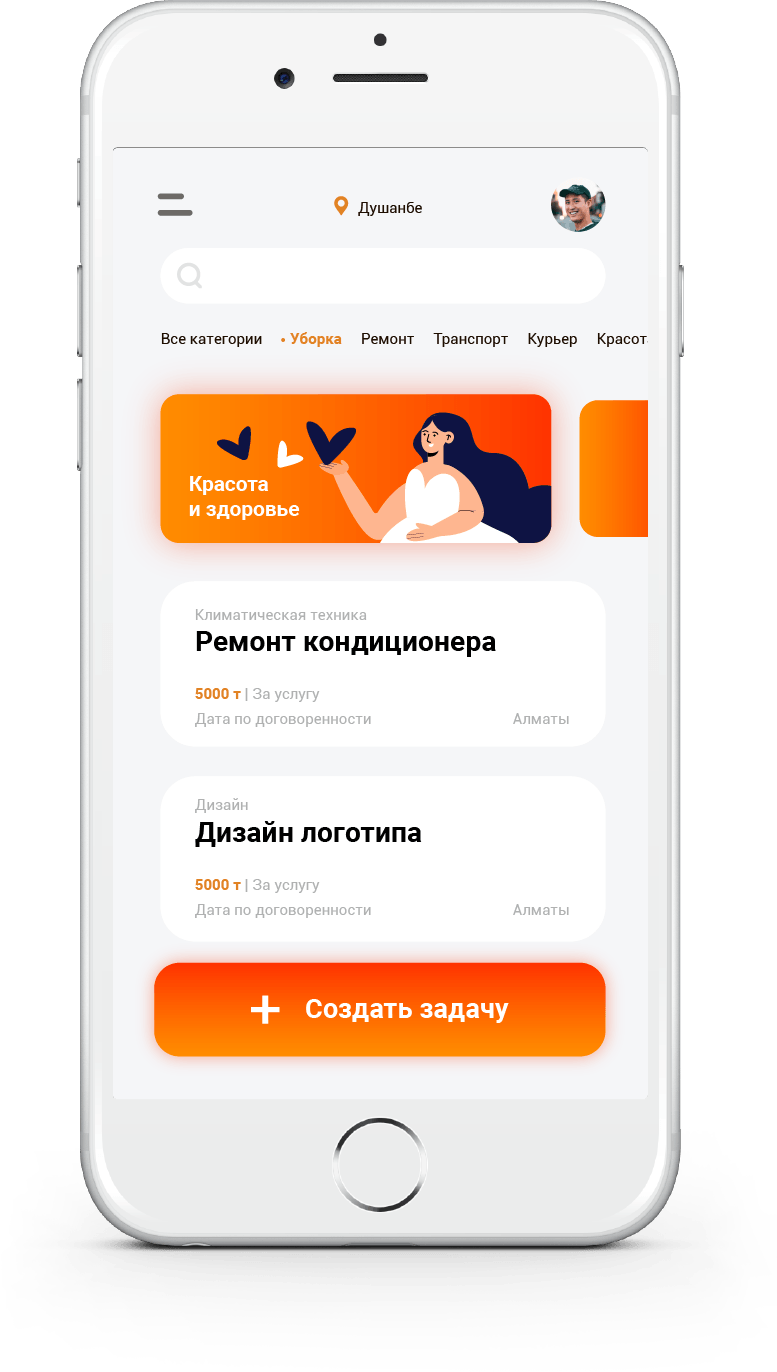 Душанбе
Все категории • Уборка Ремонт Транспорт Курьер Красот
Красота
и здоровье
Климатическая техника
Ремонт кондиционера
5000 т | За услугу
Дата по договоренности Алматы
Дизайн
Дизайн логотипа
5000 т | За услугу
Дата по договоренности Алматы
+ Создать задачу